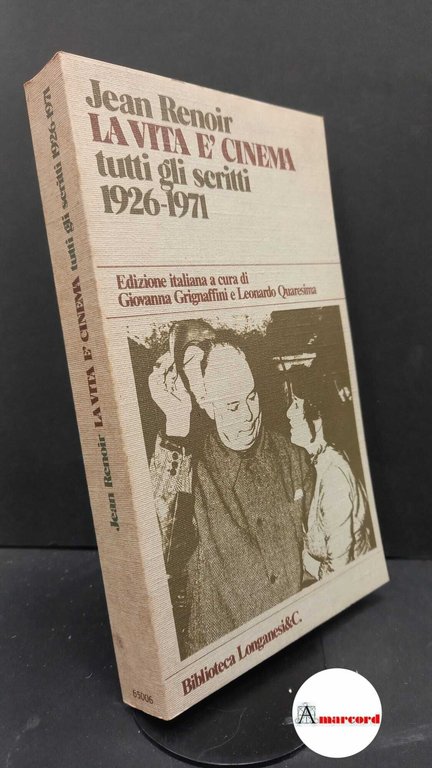 Jean Renoir
LA VITA E' CINEMA
tutti gli scritti
1926-1971
Edizione italiana a cura di
Giovanna Grignaffini e Leonardo Quaresima
Biblioteca Longanesi&C.
Jean Renoir LA VITA E' CINEMA tutti gli scritti 1926-1971
65006
Amarcord